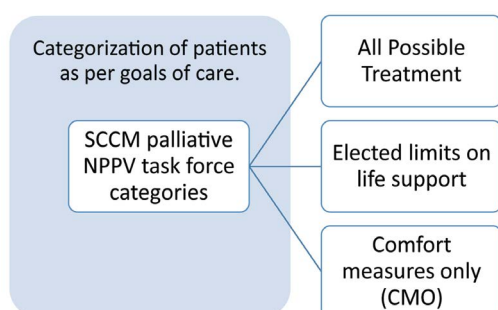 Categorization of patients
as per goals of care.
SCCM palliative
NPPV task force
categories
All Possible
Treatment
Elected limits on
life support
Comfort
measures only
(CMO)